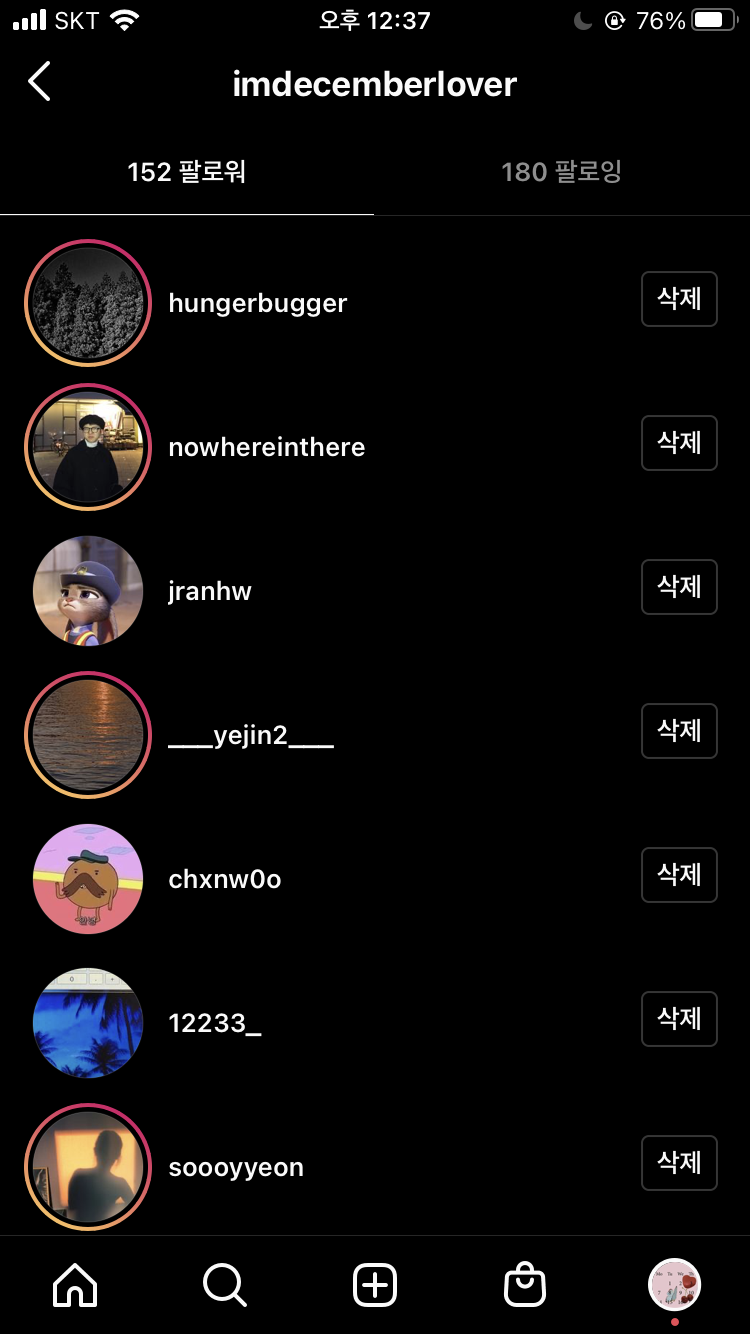 SKT 오후 12:37 76%
imdecemberlover
152 팔로워 180 팔로잉
hungerbugger 삭제
nowhereinthere 삭제
jranhw 삭제
___yejin2___ 삭제
chxnw0o 삭제
12233_ 삭제
soooyyeon 삭제